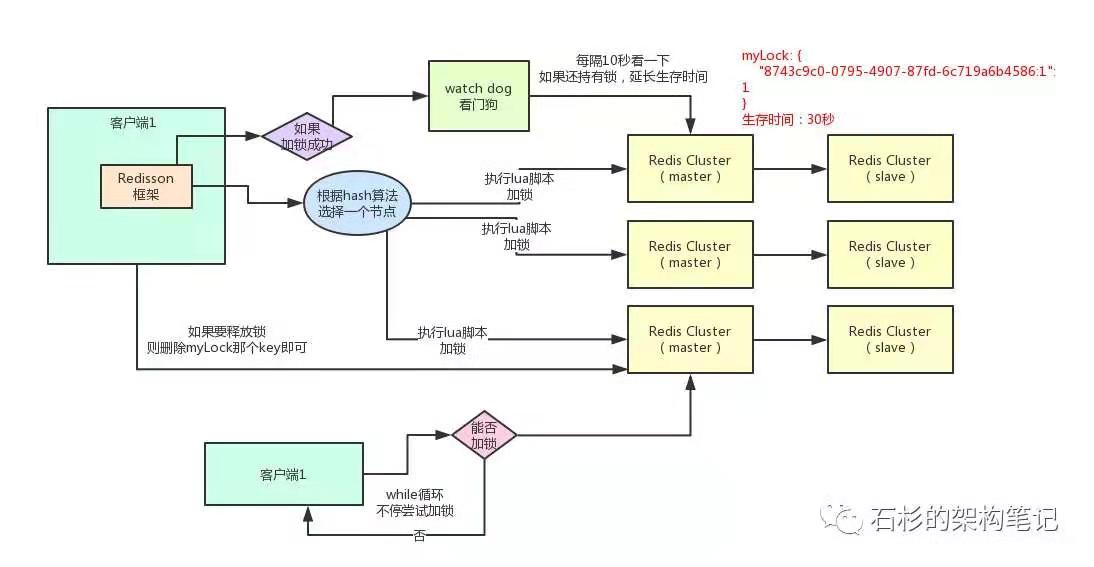 每隔10秒看一下
如果还持有锁，延长生存时间
myLock: {
"8743c9c0-0795-4907-87fd-6c719a6b4586:1":
1
}
生存时间：30秒
watch dog
看门狗
客户端1
如果
加锁成功
Redisson
框架
根据hash算法
选择一个节点
执行lua脚本
加锁
Redis Cluster
（master）
Redis Cluster
（slave）
执行lua脚本
加锁
Redis Cluster
（master）
Redis Cluster
（slave）
如果要释放锁
则删除myLock那个key即可
执行lua脚本
加锁
Redis Cluster
（master）
Redis Cluster
（slave）
能否
加锁
客户端1
while循环
不停尝试加锁
否
石杉的架构笔记